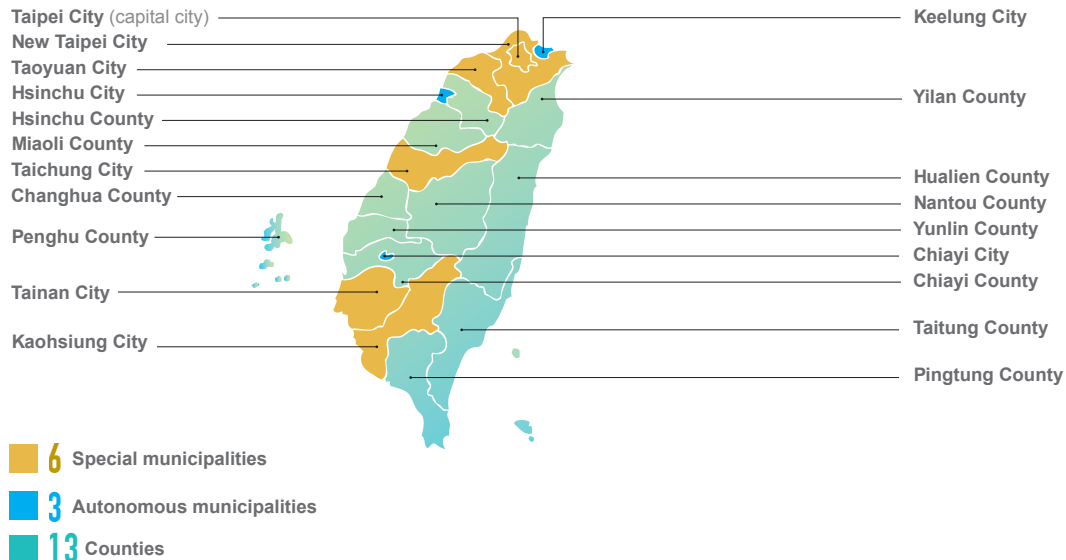 Taipei City (capital city)
New Taipei City
Taoyuan City
Hsinchu City
Hsinchu County
Miaoli County
Taichung City
Changhua County
Penghu County
Tainan City
Kaohsiung City
Keelung City
Yilan County
Hualien County
Nantou County
Yunlin County
Chiayi City
Chiayi County
Taitung County
Pingtung County
6 Special municipalities
3 Autonomous municipalities
13 Counties